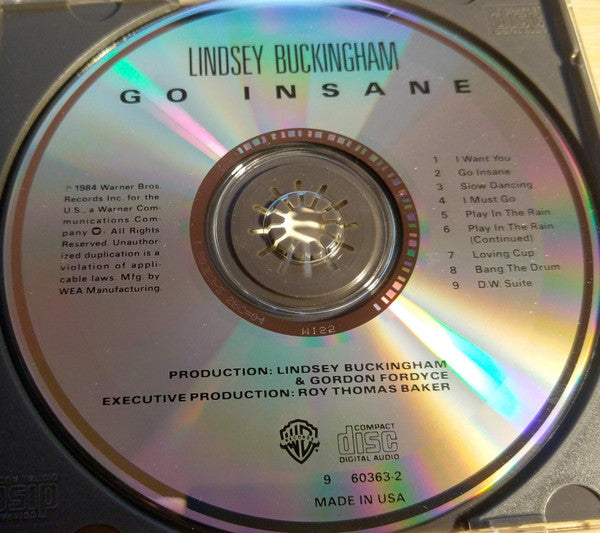 LINDSEY BUCKINGHAM
GO INSANE
℗ 1984 Warner Bros.
Records Inc. for the
U.S., a Warner Com-
munications Com-
pany. All Rights
Reserved. Unauthor-
ized duplication is a
violation of appli-
cable laws. Mfg. by
WEA Manufacturing.
1 I Want You
2 Go Insane
3 Slow Dancing
4 I Must Go
5 Play In The Rain
6 Play In The Rain
(Continued)
7 Loving Cup
8 Bang The Drum
9 D.W. Suite
W122
PRODUCTION: LINDSEY BUCKINGHAM
& GORDON FORDYCE
EXECUTIVE PRODUCTION: ROY THOMAS BAKER
COMPACT
disc
DIGITAL AUDIO
9 60363-2
MADE IN USA